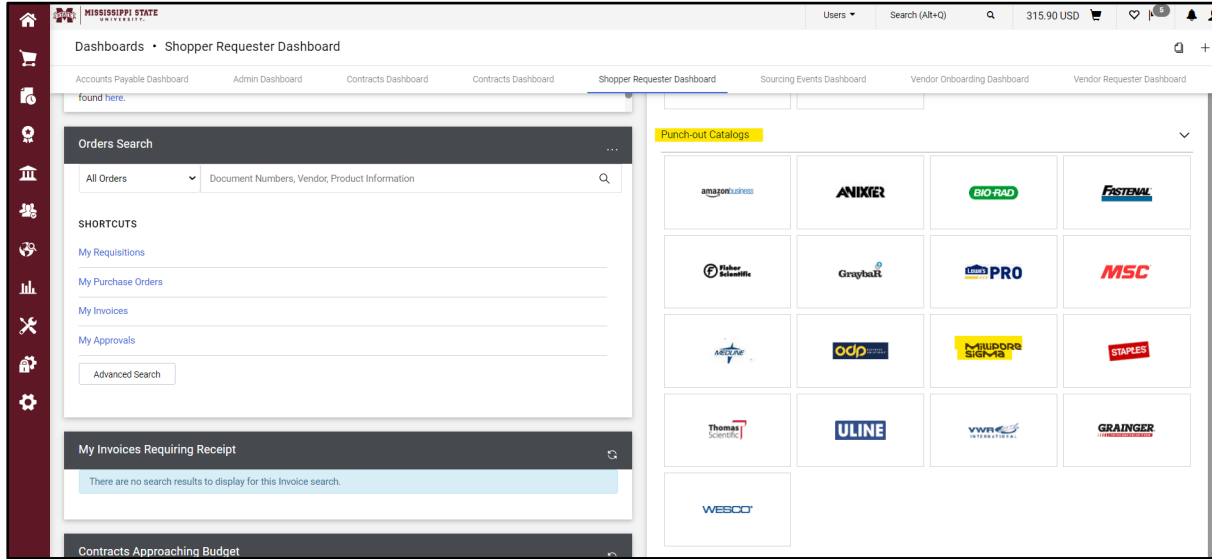 MISSISSIPPI STATE
UNIVERSITY
Users
Search (Alt+Q)
315.90 USD
5
Dashboards • Shopper Requester Dashboard
Accounts Payable Dashboard
Admin Dashboard
Contracts Dashboard
Contracts Dashboard
Shopper Requester Dashboard
Sourcing Events Dashboard
Vendor Onboarding Dashboard
Vendor Requester Dashboard
found here.
Orders Search
...
All Orders
Document Numbers, Vendor, Product Information
SHORTCUTS
My Requisitions
My Purchase Orders
My Invoices
My Approvals
Advanced Search
My Invoices Requiring Receipt
There are no search results to display for this Invoice search.
Contracts Approaching Budget
Punch-out Catalogs
amazon business
ANIXTER
BIO-RAD
FASTENAL
Fisher
Scientific
GraybaR
LOWE'S PRO
MSC
MEDLINE
odp
MILLIPORE
SIGMA
STAPLES
Thomas
Scientific
ULINE
VWR
INTERNATIONAL
GRAINGER
WESCO